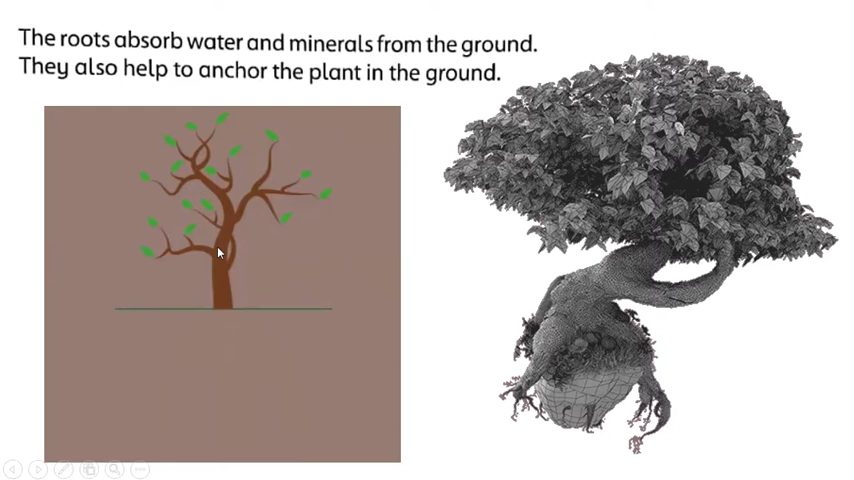 The roots absorb water and minerals from the ground.
They also help to anchor the plant in the ground.